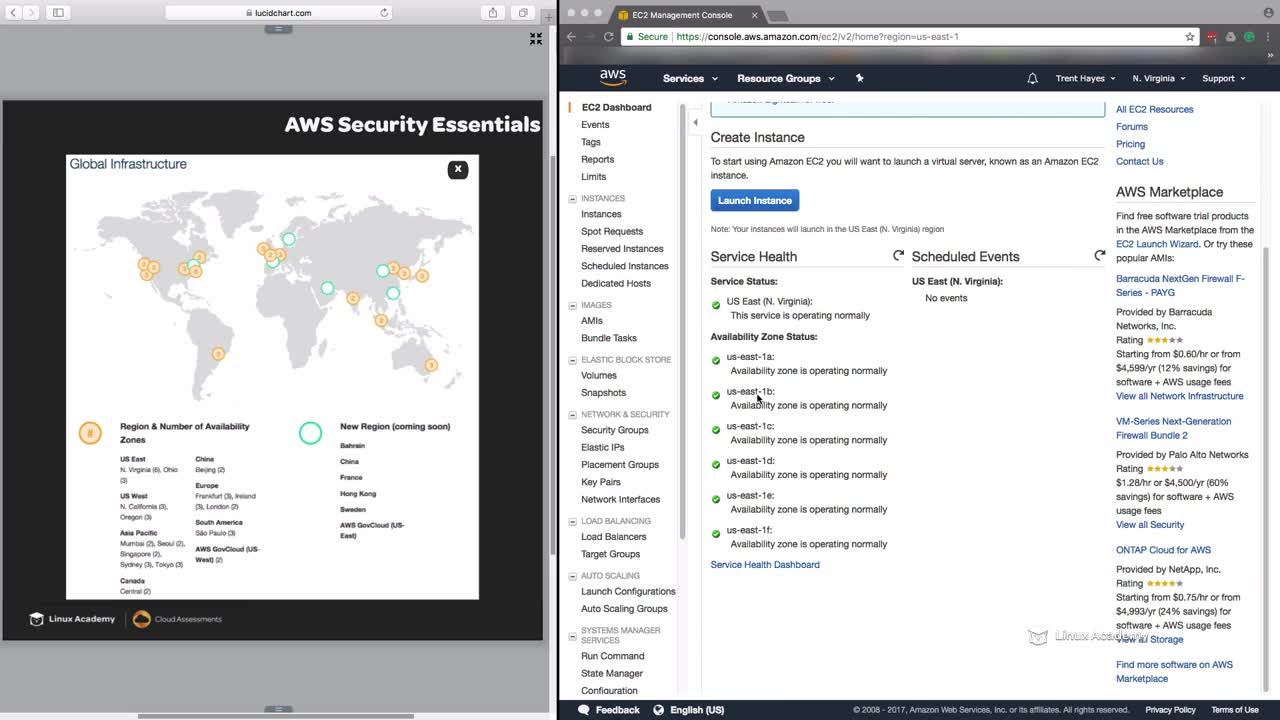 lucidchart.com
AWS Security Essentials
Global Infrastructure
x
#
Region & Number of Availability
Zones
US East
N. Virginia (6), Ohio
(3)
US West
N. California (3),
Oregon (3)
Asia Pacific
Mumbai (2), Seoul (2),
Singapore (2),
Sydney (3), Tokyo (3)
Canada
Central (2)
China
Beijing (2)
Europe
Frankfurt (3), Ireland
(3), London (2)
South America
São Paulo (3)
AWS GovCloud (US-
West) (2)
New Region (coming soon)
Bahrain
China
France
Hong Kong
Sweden
AWS GovCloud (US-
East)
Linux Academy
CloudAssessments
EC2 Management Console
Secure
https://console.aws.amazon.com/ec2/v2/home?region=us-east-1
aws
Services
Resource Groups
Trent Hayes
N. Virginia
Support
EC2 Dashboard
Events
Tags
Reports
Limits
INSTANCES
Instances
Spot Requests
Reserved Instances
Scheduled Instances
Dedicated Hosts
IMAGES
AMIs
Bundle Tasks
ELASTIC BLOCK STORE
Volumes
Snapshots
NETWORK & SECURITY
Security Groups
Elastic IPs
Placement Groups
Key Pairs
Network Interfaces
LOAD BALANCING
Load Balancers
Target Groups
AUTO SCALING
Launch Configurations
Auto Scaling Groups
SYSTEMS MANAGER
SERVICES
Run Command
State Manager
Configuration
Create Instance
To start using Amazon EC2 you will want to launch a virtual server, known as an Amazon EC2
instance.
Launch Instance
Note: Your instances will launch in the US East (N. Virginia) region
Service Health
Service Status:
US East (N. Virginia):
This service is operating normally
Availability Zone Status:
us-east-1a:
Availability zone is operating normally
us-east-1b:
Availability zone is operating normally
us-east-1c:
Availability zone is operating normally
us-east-1d:
Availability zone is operating normally
us-east-1e:
Availability zone is operating normally
us-east-1f:
Availability zone is operating normally
Service Health Dashboard
Scheduled Events
US East (N. Virginia):
No events
All EC2 Resources
Forums
Pricing
Contact Us
AWS Marketplace
Find free software trial products
in the AWS Marketplace from the
EC2 Launch Wizard. Or try these
popular AMIs:
Barracuda NextGen Firewall F-
Series - PAYG
Provided by Barracuda
Networks, Inc.
Rating
Starting from $0.60/hr or from
$4,599/yr (12% savings) for
software + AWS usage fees
View all Network Infrastructure
VM-Series Next-Generation
Firewall Bundle 2
Provided by Palo Alto Networks
Rating
$1.28/hr or $4,500/yr (60%
savings) for software + AWS
usage fees
View all Security
ONTAP Cloud for AWS
Provided by NetApp, Inc.
Rating
Starting from $0.75/hr or from
$4,993/yr (24% savings) for
software + AWS usage fees
View all Storage
Linux Academy
Find more software on AWS
Marketplace
Feedback
English (US)
© 2008 - 2017, Amazon Web Services, Inc. or its affiliates. All rights reserved.
Privacy Policy
Terms of Use